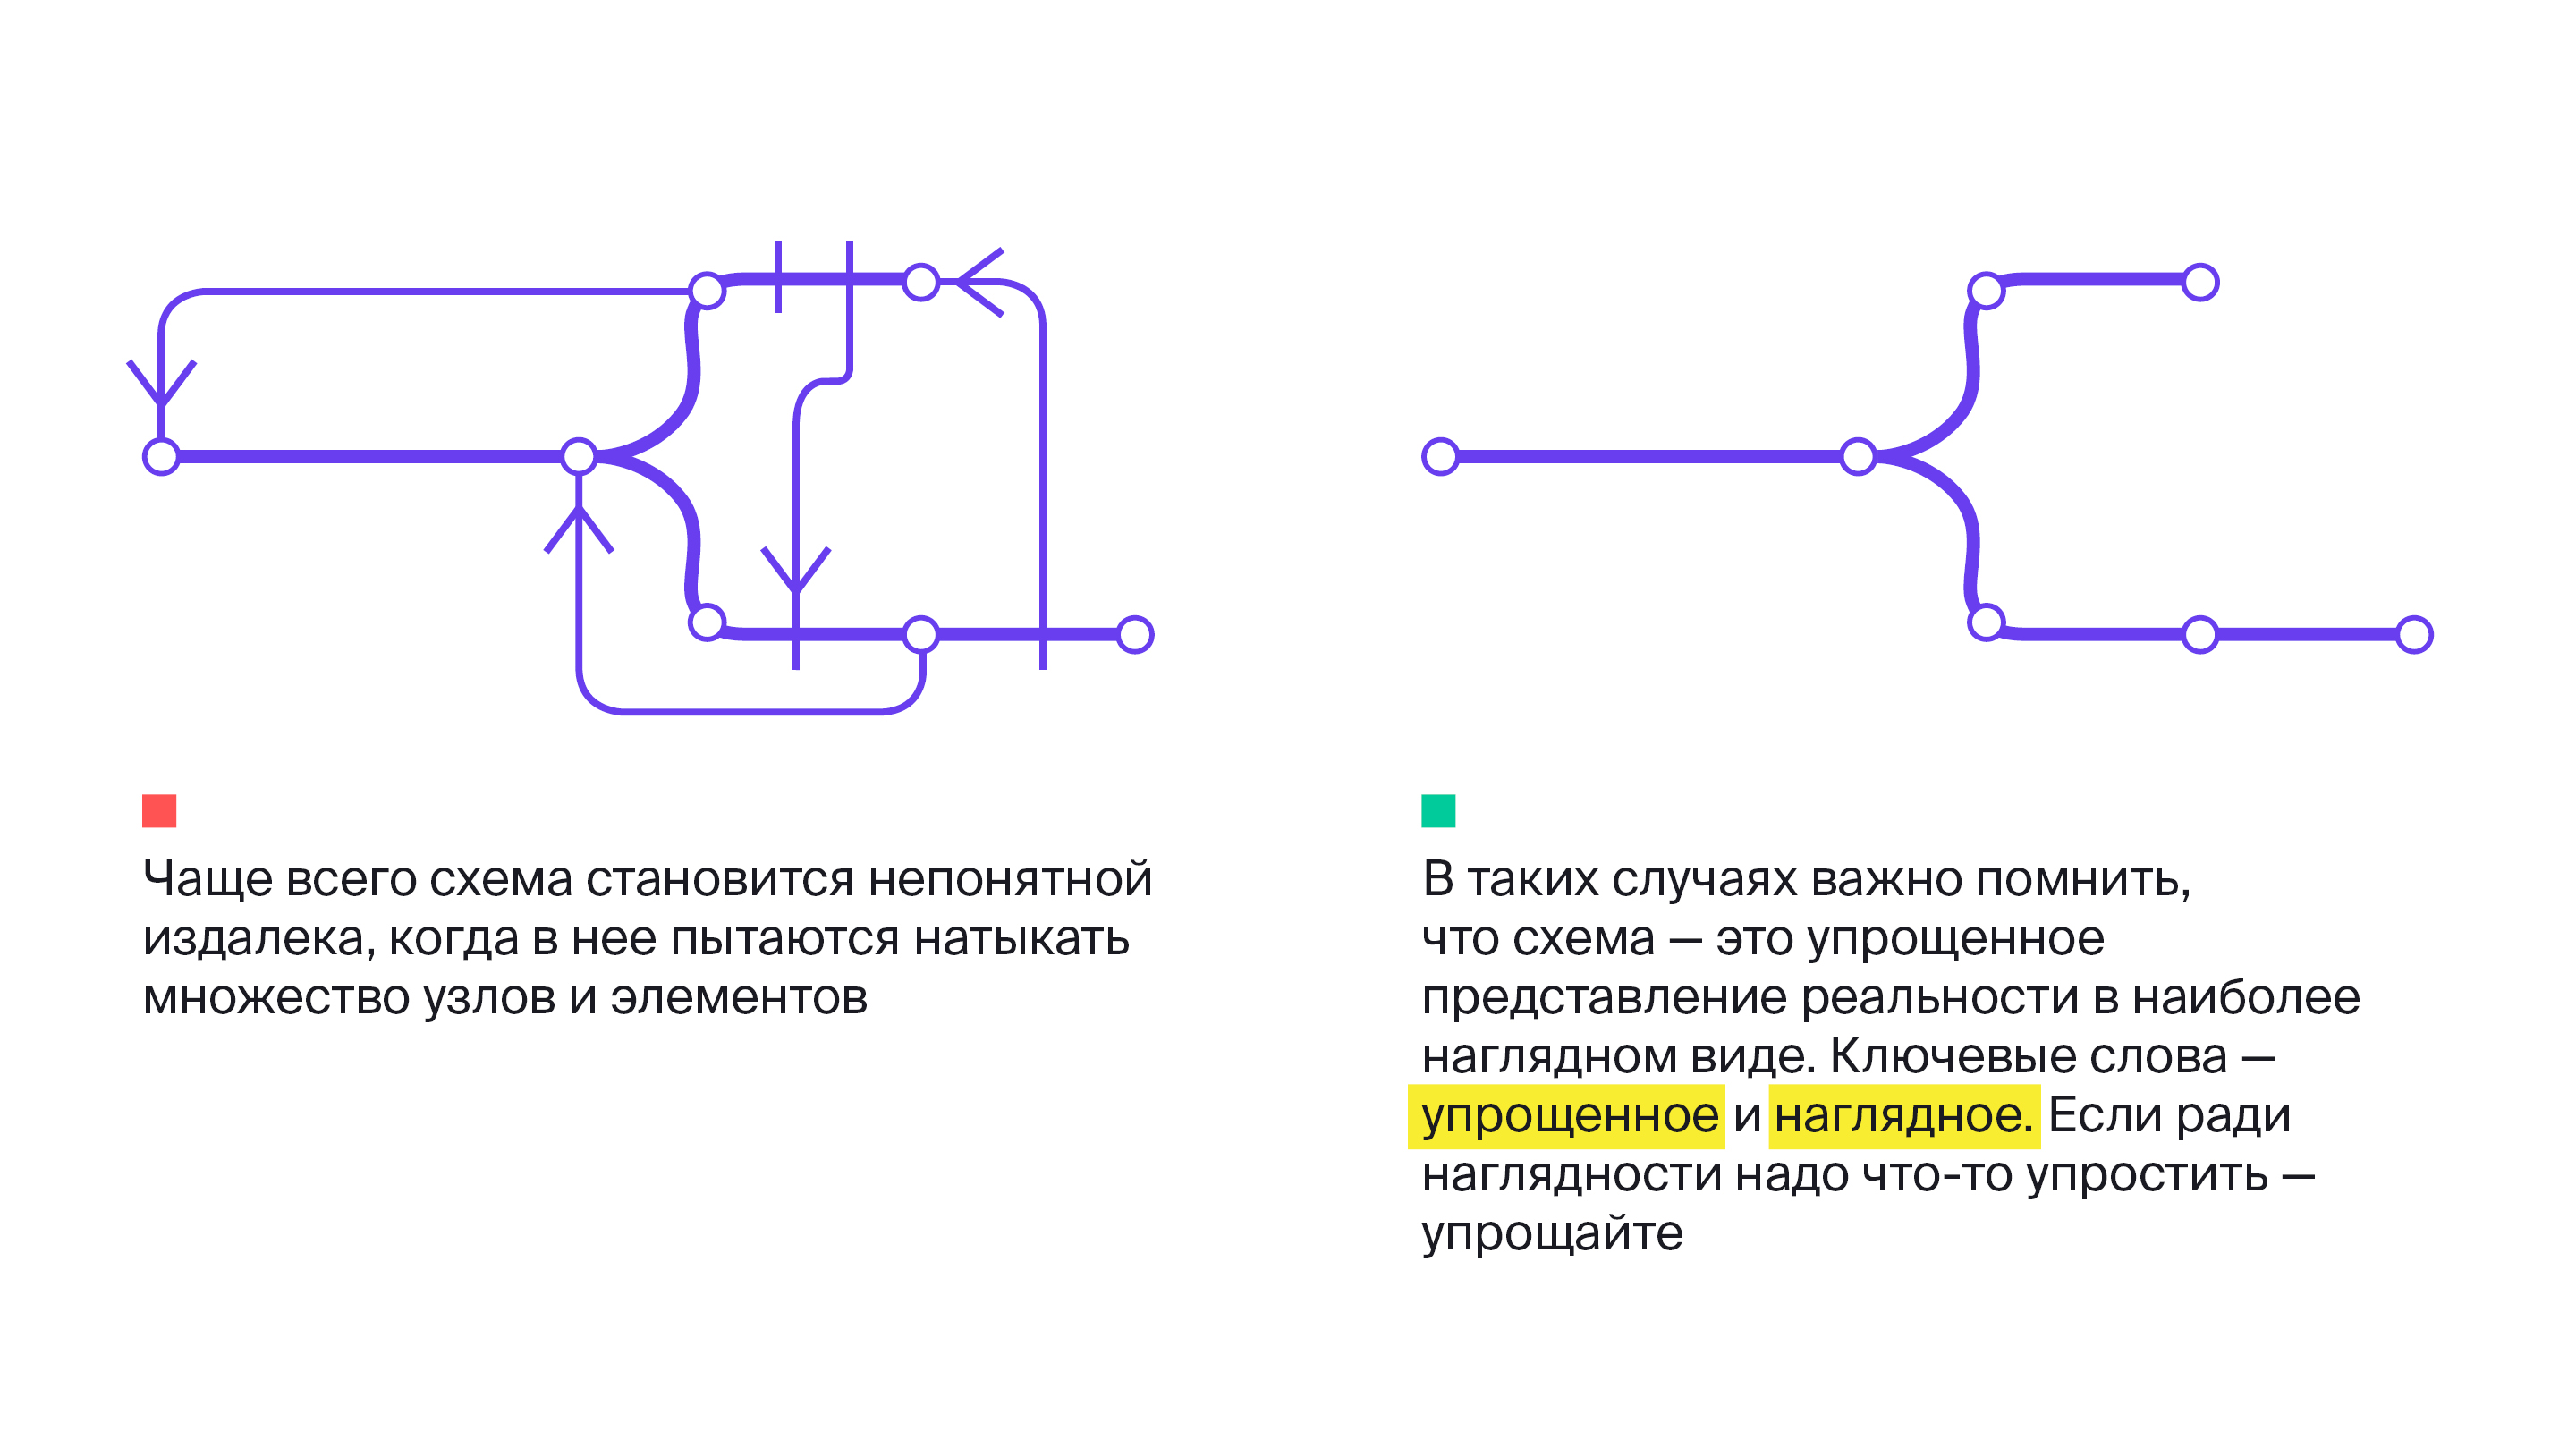 Чаще всего схема становится непонятной
издалека, когда в нее пытаются натыкать
множество узлов и элементов
В таких случаях важно помнить,
что схема — это упрощенное
представление реальности в наиболее
наглядном виде. Ключевые слова —
упрощенное и наглядное. Если ради
наглядности надо что-то упростить —
упрощайте